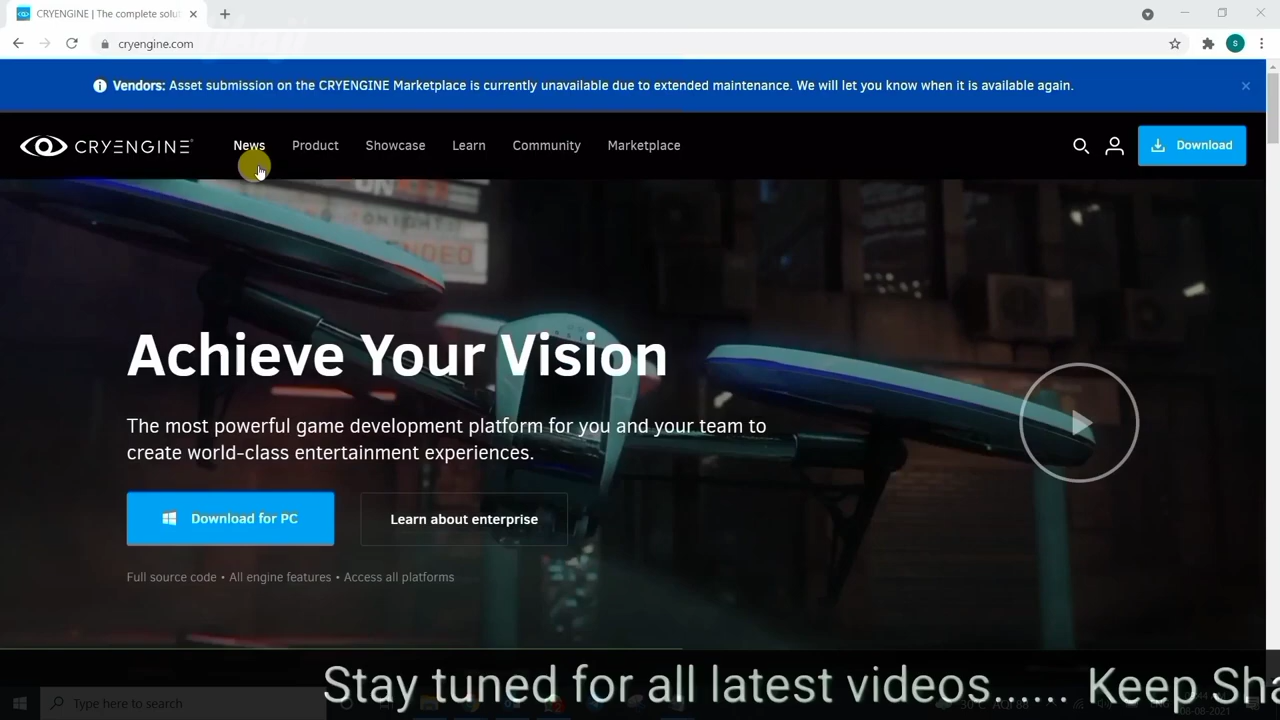 CRYENGINE | The complete solut
cryengine.com
S
Vendors: Asset submission on the CRYENGINE Marketplace is currently unavailable due to extended maintenance. We will let you know when it is available again.
CRYENGINE
News
Product
Showcase
Learn
Community
Marketplace
Download
Achieve Your Vision
The most powerful game development platform for you and your team to
create world-class entertainment experiences.
Download for PC
Learn about enterprise
Full source code • All engine features • Access all platforms
Stay tuned for all latest videos...... Keep Sha
Type here to search